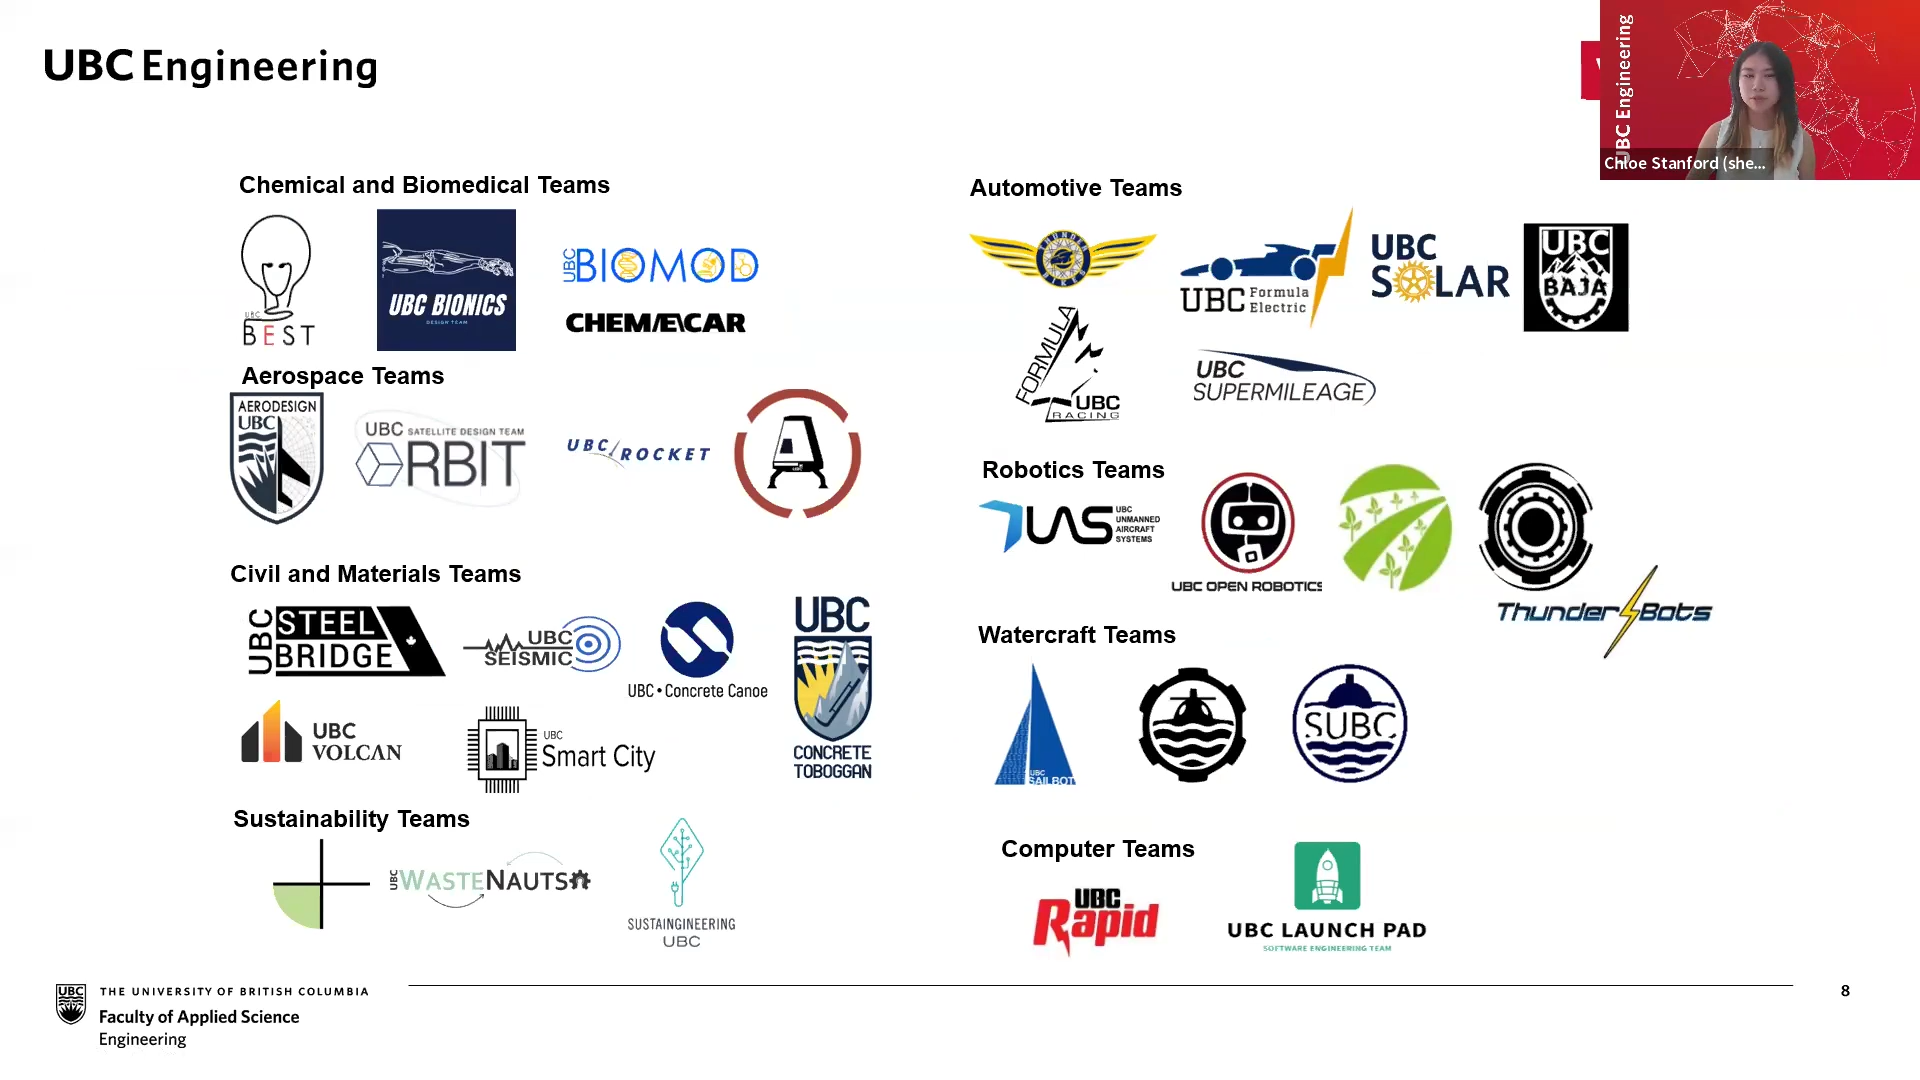 UBC Engineering
UBC Engineering
Chloe Stanford (she...
Chemical and Biomedical Teams
UBC
BEST
UBC BIONICS
DESIGN TEAM
UBC BIOMOD
CHEM/E\CAR
Aerospace Teams
AERODESIGN
UBC
UBC SATELLITE DESIGN TEAM
ORBIT
UBC ROCKET
A
Civil and Materials Teams
UBC STEEL BRIDGE
UBC
SEISMIC
UBC • Concrete Canoe
UBC
CONCRETE
TOBOGGAN
UBC
VOLCAN
UBC
Smart City
Sustainability Teams
UBC WASTENAUTS
SUSTAINGINEERING
UBC
Automotive Teams
THUNDER
BIKES
UBC Formula Electric
UBC
SOLAR
UBC
BAJA
FORMULA
UBC
RACING
UBC
SUPERMILEAGE
Robotics Teams
UAS
UBC
UNMANNED
AIRCRAFT
SYSTEMS
UBC OPEN ROBOTICS
ThunderBots
Watercraft Teams
UBC
SAILBOT
SUBC
Computer Teams
UBC
Rapid
UBC LAUNCH PAD
SOFTWARE ENGINEERING TEAM
UBC
THE UNIVERSITY OF BRITISH COLUMBIA
Faculty of Applied Science
Engineering
8